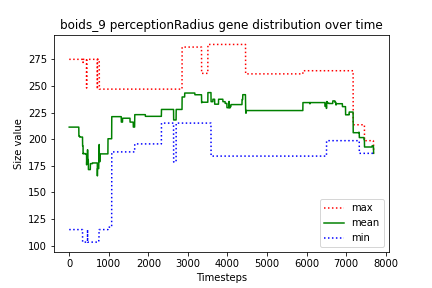 boids_9 perceptionRadius gene distribution over time
Size value
275
250
225
200
175
150
125
100
max
mean
min
0
1000
2000
3000
4000
5000
6000
7000
8000
Timesteps